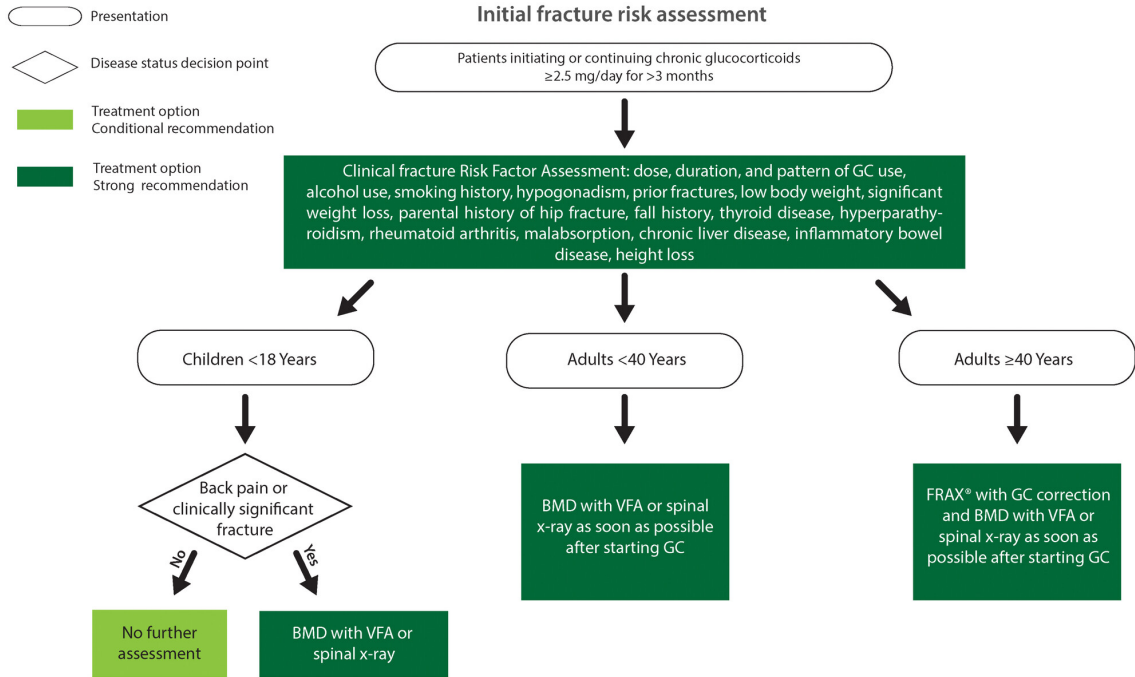 Initial fracture risk assessment
Presentation
Disease status decision point
Treatment option
Conditional recommendation
Treatment option
Strong recommendation
Patients initiating or continuing chronic glucocorticoids
≥2.5 mg/day for >3 months
Clinical fracture Risk Factor Assessment: dose, duration, and pattern of GC use,
alcohol use, smoking history, hypogonadism, prior fractures, low body weight, significant
weight loss, parental history of hip fracture, fall history, thyroid disease, hyperparathy-
roidism, rheumatoid arthritis, malabsorption, chronic liver disease, inflammatory bowel
disease, height loss
Children <18 Years
Adults <40 Years
Adults ≥40 Years
Back pain or
clinically significant
fracture
No
Yes
No further
assessment
BMD with VFA or
spinal x-ray
BMD with VFA or spinal
x-ray as soon as possible
after starting GC
FRAX® with GC correction
and BMD with VFA or
spinal x-ray as soon as
possible after starting GC